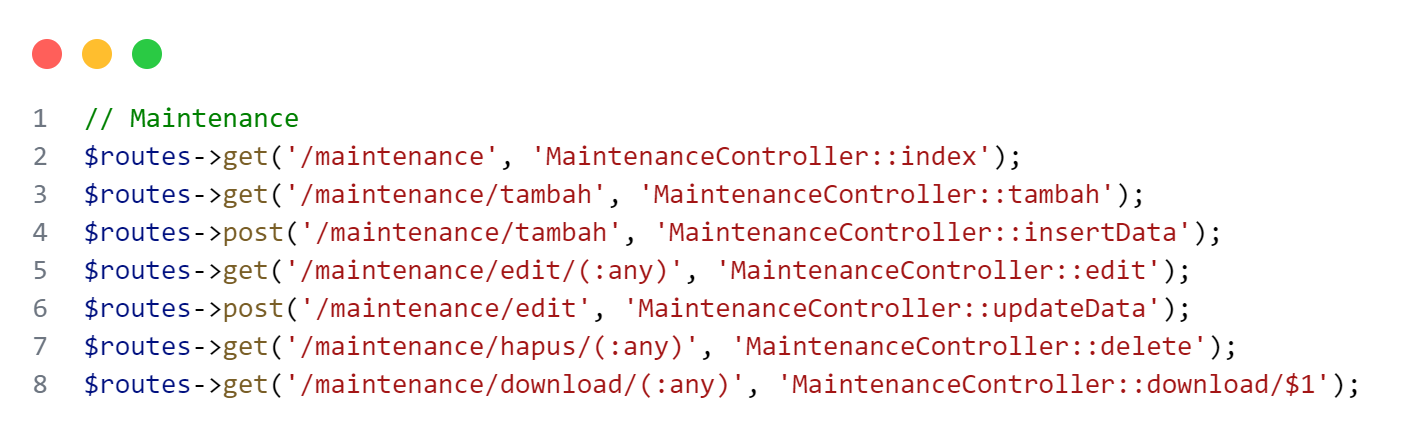 1 // Maintenance
2 $routes->get('/maintenance', 'MaintenanceController::index');
3 $routes->get('/maintenance/tambah', 'MaintenanceController::tambah');
4 $routes->post('/maintenance/tambah', 'MaintenanceController::insertData');
5 $routes->get('/maintenance/edit/(:any)', 'MaintenanceController::edit');
6 $routes->post('/maintenance/edit', 'MaintenanceController::updateData');
7 $routes->get('/maintenance/hapus/(:any)', 'MaintenanceController::delete');
8 $routes->get('/maintenance/download/(:any)', 'MaintenanceController::download/$1');